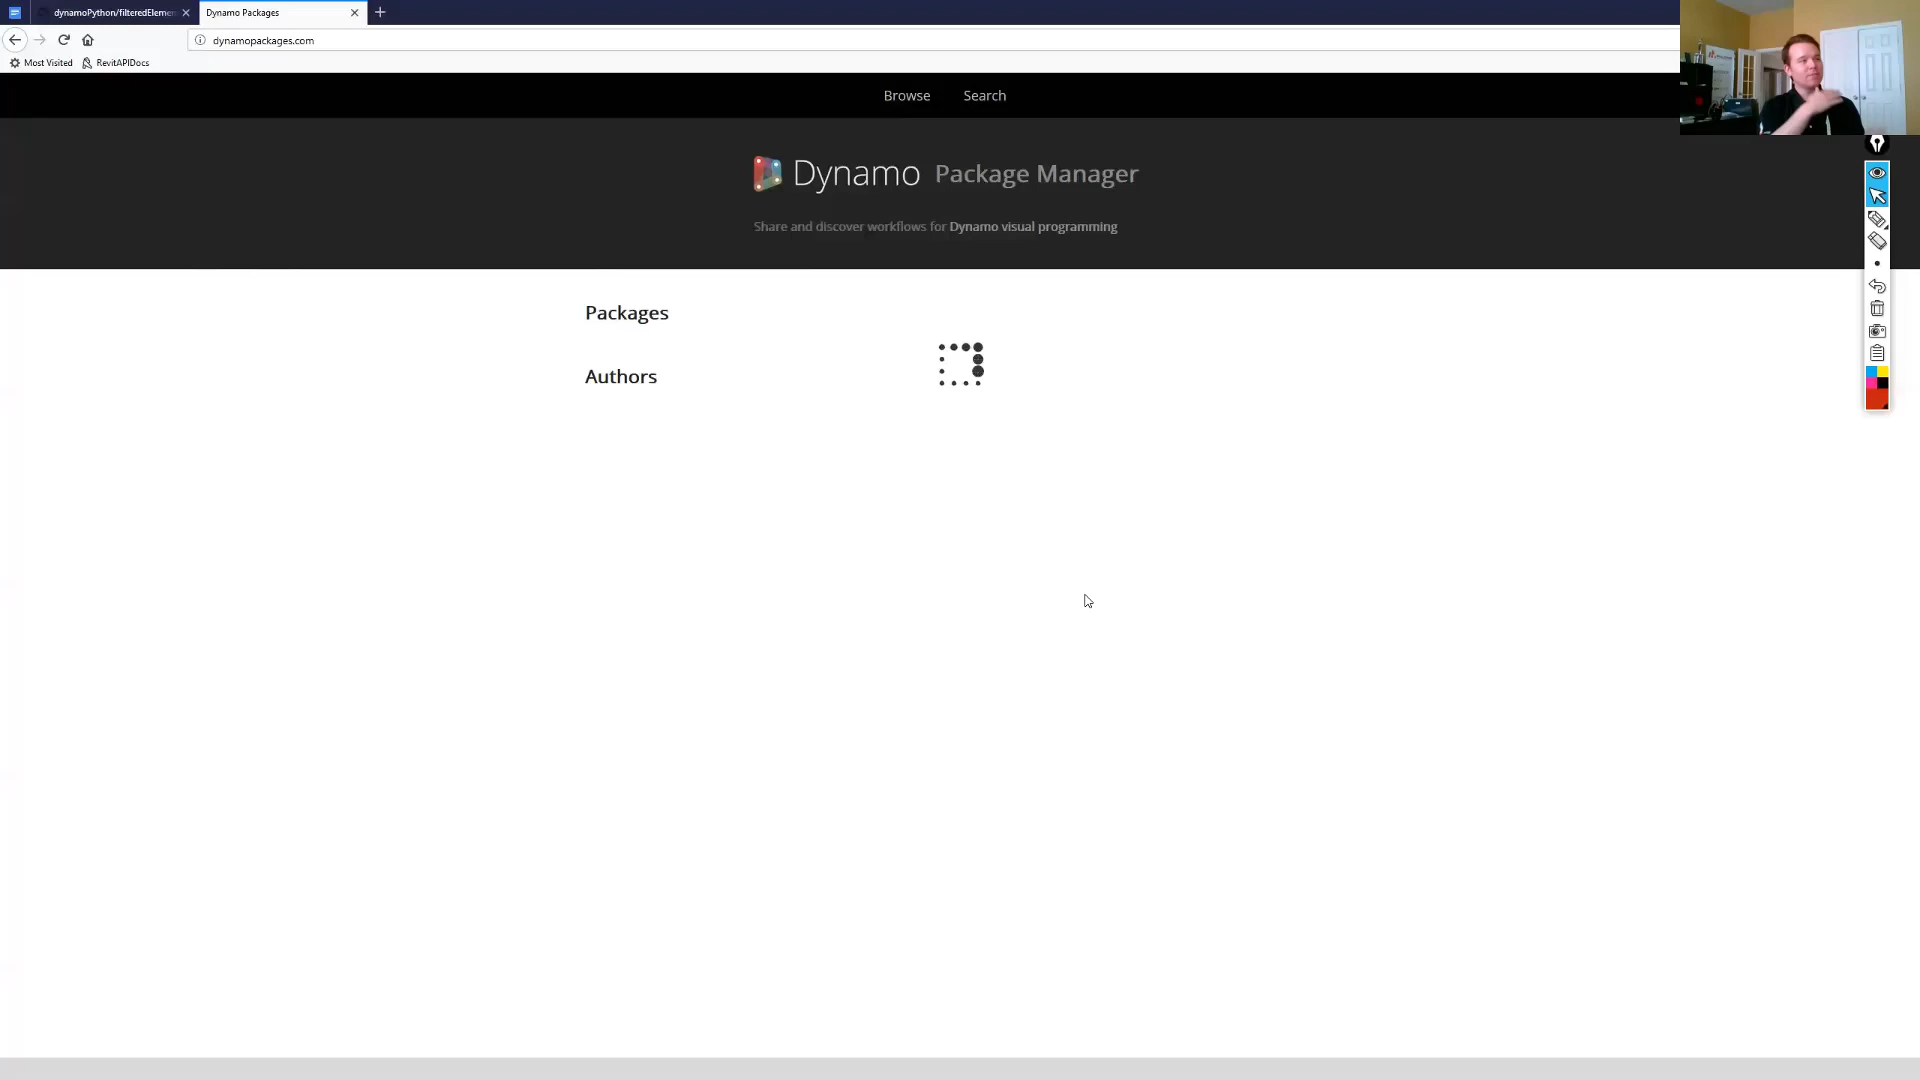 dynamoPython/filteredElemen
Dynamo Packages
dynamopackages.com
Most Visited
RevitAPIDocs
Browse
Search
Dynamo Package Manager
Share and discover workflows for Dynamo visual programming
Packages
Authors